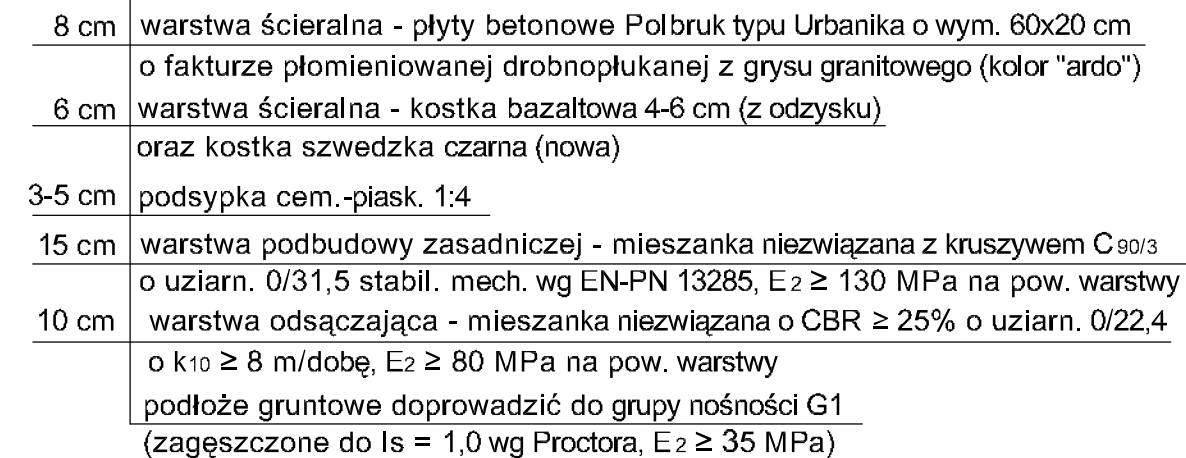 8 cm warstwa ścieralna - płyty betonowe Polbruk typu Urbanika o wym. 60x20 cm
o fakturze płomieniowanej drobnopłukanej z grysu granitowego (kolor "ardo")
6 cm warstwa ścieralna - kostka bazaltowa 4-6 cm (z odzysku)
oraz kostka szwedzka czarna (nowa)
3-5 cm podsypka cem.-piask. 1:4
15 cm warstwa podbudowy zasadniczej - mieszanka niezwiązana z kruszywem C90/3
o uziarn. 0/31,5 stabil. mech. wg EN-PN 13285, E2 ≥ 130 MPa na pow. warstwy
10 cm warstwa odsączająca - mieszanka niezwiązana o CBR ≥ 25% o uziarn. 0/22,4
o k10 ≥ 8 m/dobę, E2 ≥ 80 MPa na pow. warstwy
podłoże gruntowe doprowadzić do grupy nośności G1
(zagęszczone do Is = 1,0 wg Proctora, E2 ≥ 35 MPa)